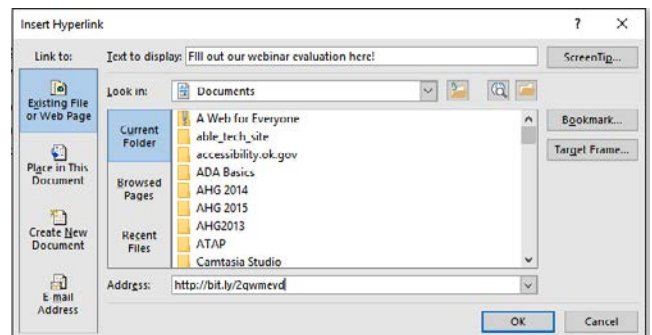 Insert Hyperlink ? X
Link to: Text to display: Fill out our webinar evaluation here! ScreenTip...
Existing File or Web Page
Look in: Documents
Current Folder
A Web for Everyone
able_tech_site
accessibility.ok.gov
ADA Basics
AHG 2014
AHG 2015
AHG2013
ATAP
Camtasia Studio
Bookmark...
Target Frame...
Place in This Document
Browsed Pages
Create New Document
Recent Files
E-mail Address
Address: http://bit.ly/2qwmevd
OK Cancel